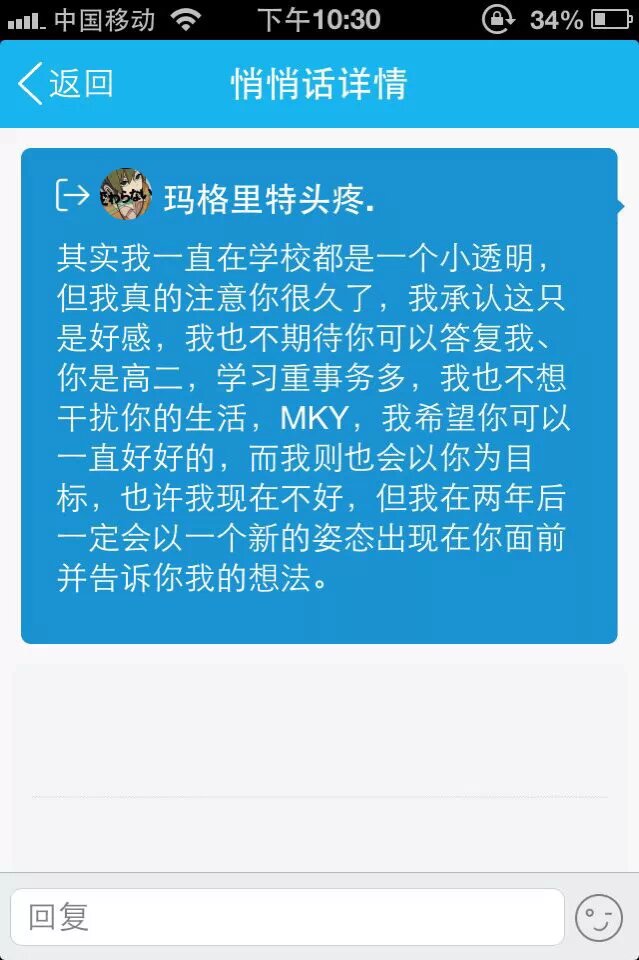 中国移动 下午10:30 34%
返回 悄悄话详情
わらない
玛格里特头疼.
其实我一直在学校都是一个小透明，
但我真的注意你很久了，我承认这只
是好感，我也不期待你可以答复我、
你是高二，学习重事务多，我也不想
干扰你的生活，MKY，我希望你可以
一直好好的，而我则也会以你为目
标，也许我现在不好，但我在两年后
一定会以一个新的姿态出现在你面前
并告诉你我的想法。
回复